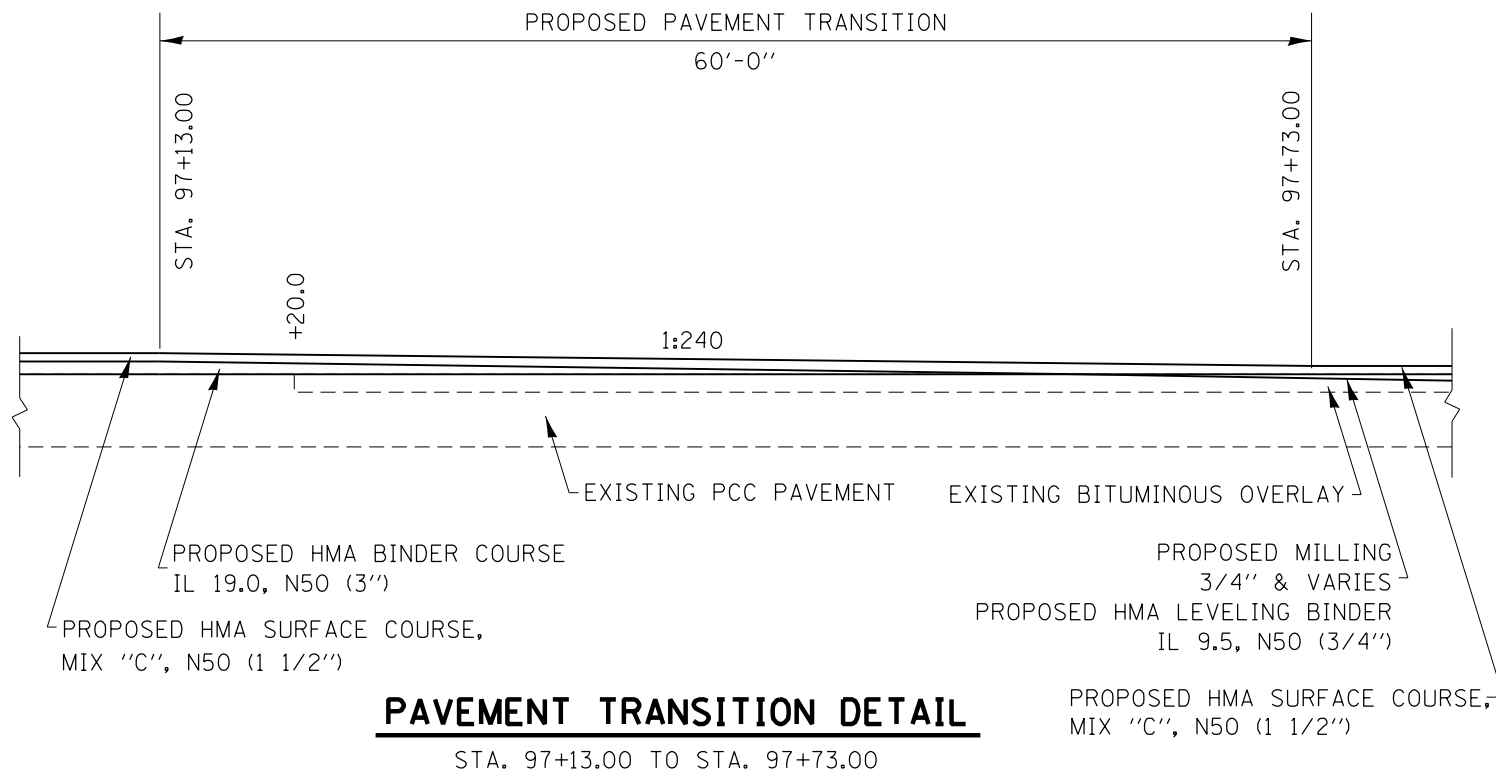 PROPOSED PAVEMENT TRANSITION
60'-0"
STA. 97+13.00
STA. 97+73.00
+20.0
1:240
EXISTING PCC PAVEMENT
EXISTING BITUMINOUS OVERLAY
PROPOSED HMA BINDER COURSE
IL 19.0, N50 (3")
PROPOSED MILLING
3/4" & VARIES
PROPOSED HMA LEVELING BINDER
IL 9.5, N50 (3/4")
PROPOSED HMA SURFACE COURSE,
MIX "C", N50 (1 1/2")
PROPOSED HMA SURFACE COURSE,
MIX "C", N50 (1 1/2")
PAVEMENT TRANSITION DETAIL
STA. 97+13.00 TO STA. 97+73.00